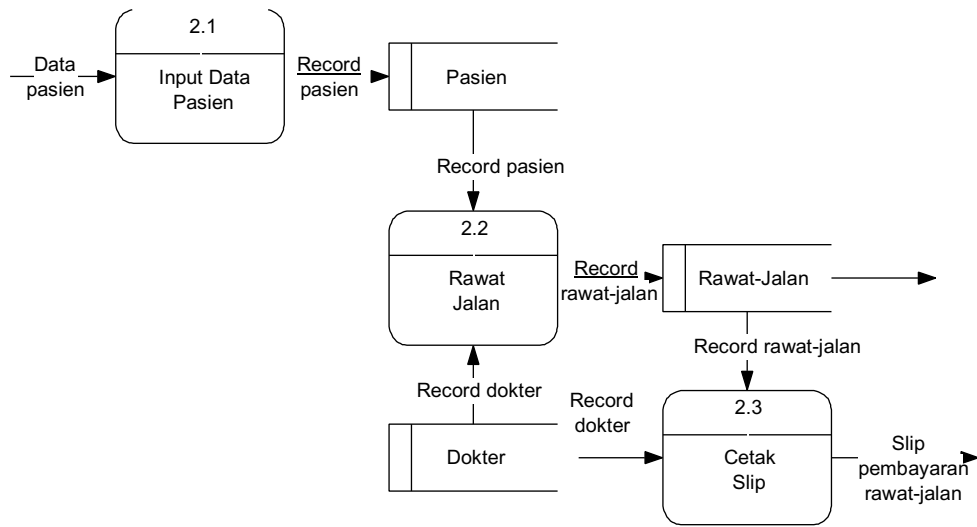 2.1
Data
pasien
Input Data
Pasien
Record
pasien
Pasien
Record pasien
2.2
Rawat
Jalan
Record
rawat-jalan
Rawat-Jalan
Record rawat-jalan
Record dokter
Record
dokter
2.3
Dokter
Cetak
Slip
Slip
pembayaran
rawat-jalan